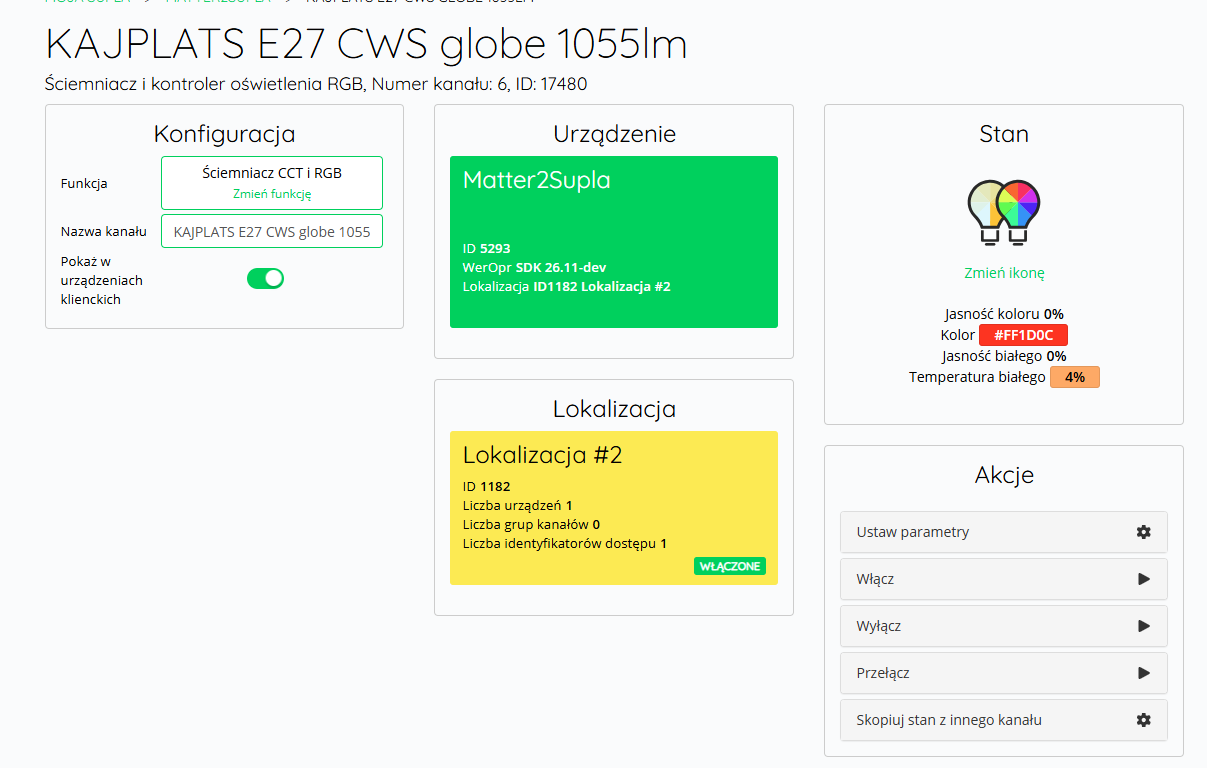 KAJPLATS E27 CWS globe 1055lm
Ściemniacz i kontroler oświetlenia RGB, Numer kanału: 6, ID: 17480
Konfiguracja
Funkcja
Ściemniacz CCT i RGB
Zmień funkcję
Nazwa kanału
KAJPLATS E27 CWS globe 1055
Pokaż w
urządzeniach
klienckich
Urządzenie
Matter2Supla
ID 5293
WerOpr SDK 26.11-dev
Lokalizacja ID1182 Lokalizacja #2
Lokalizacja
Lokalizacja #2
ID 1182
Liczba urządzeń 1
Liczba grup kanałów 0
Liczba identyfikatorów dostępu 1
WŁĄCZONE
Stan
Zmień ikonę
Jasność koloru 0%
Kolor #FF1D0C
Jasność białego 0%
Temperatura białego 4%
Akcje
Ustaw parametry
Włącz
Wyłącz
Przełącz
Skopiuj stan z innego kanału